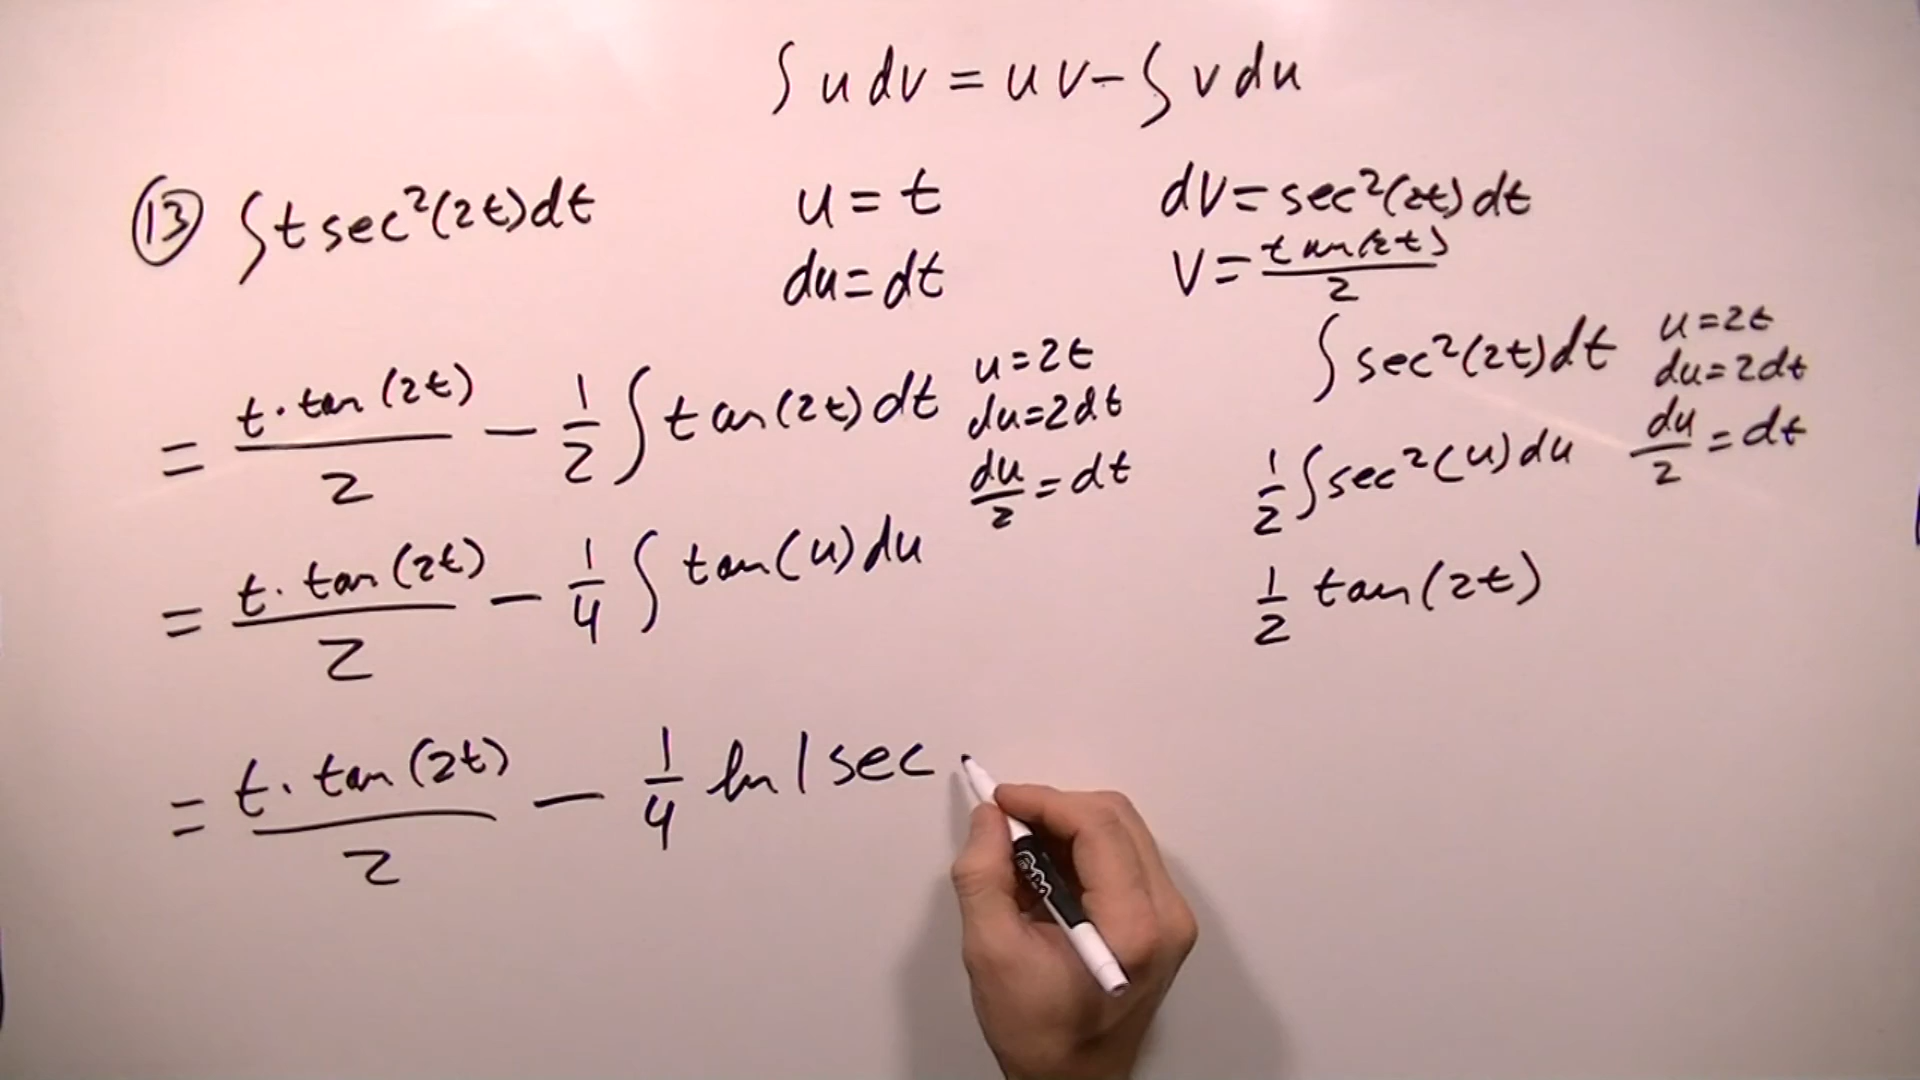 ∫ u dv = uv - ∫ v du
⑬ ∫ t sec²(2t) dt
u = t
du = dt
dv = sec²(2t) dt
v = tan(2t)/2
= t·tan(2t)/2 - 1/2 ∫ tan(2t) dt
u = 2t
du = 2dt
du/2 = dt
∫ sec²(2t) dt
u = 2t
du = 2dt
du/2 = dt
1/2 ∫ sec²(u) du
1/2 tan(2t)
= t·tan(2t)/2 - 1/4 ∫ tan(u) du
= t·tan(2t)/2 - 1/4 ln|sec